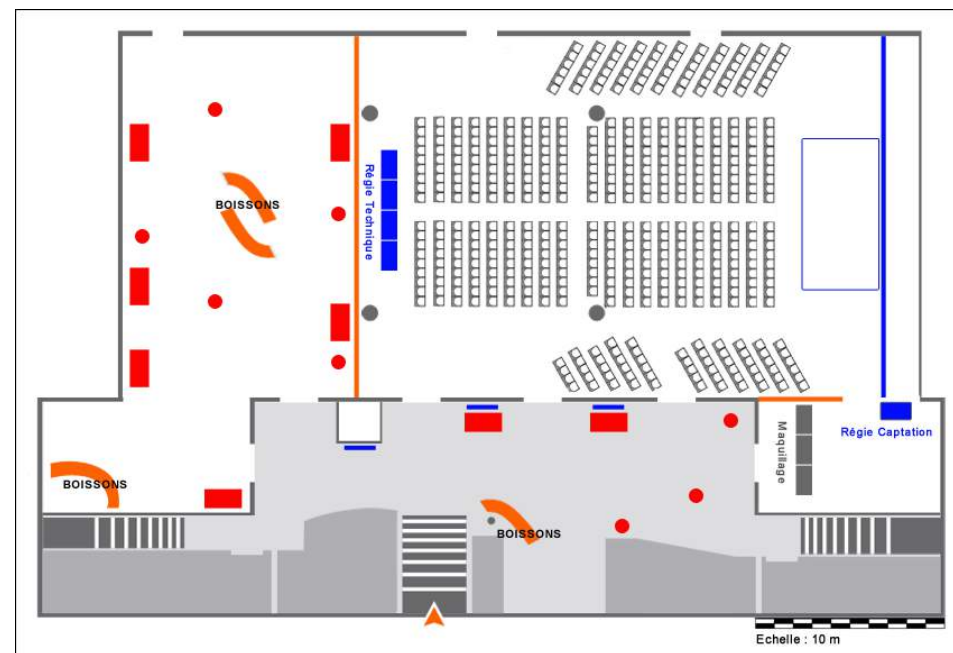 BOISSONS
Régie Technique
BOISSONS
Maquillage
Régie Captation
BOISSONS
Echelle : 10 m